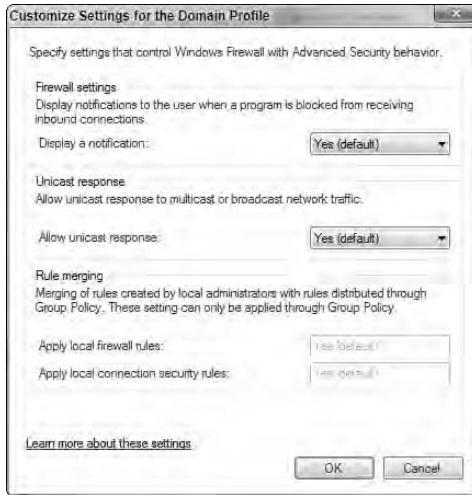 Customize Settings for the Domain Profile
Specify settings that control Windows Firewall with Advanced Security behavior.
Firewall settings
Display notifications to the user when a program is blocked from receiving
inbound connections.
Display a notification:
Yes (default)
Unicast response
Allow unicast response to multicast or broadcast network traffic.
Allow unicast response:
Yes (default)
Rule merging
Merging of rules created by local administrators with rules distributed through
Group Policy. These setting can only be applied through Group Policy.
Apply local firewall rules:
Yes (default)
Apply local connection security rules:
Yes (default)
Learn more about these settings
OK
Cancel